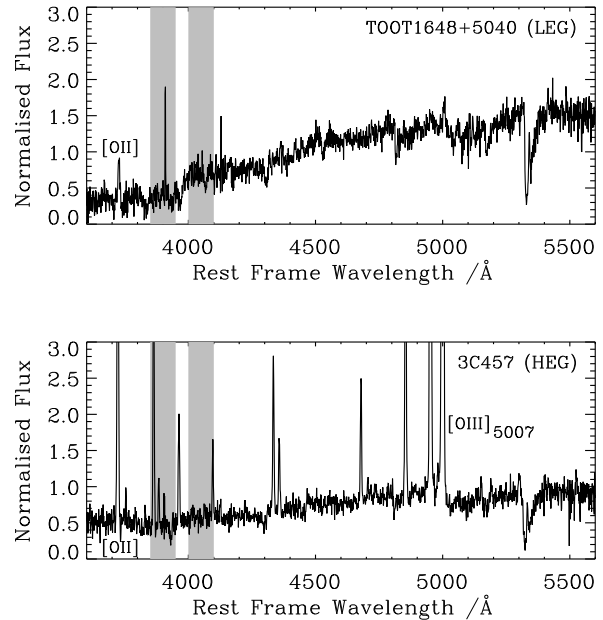 3.0
TOOT1648+5040 (LEG)
2.5
2.0
1.5
[OII]
1.0
0.5
0.0
Normalised Flux
4000 4500 5000 5500
Rest Frame Wavelength /Å
3.0
3C457 (HEG)
2.5
2.0
[OIII]5007
1.5
1.0
0.5
[OII]
0.0
Normalised Flux
4000 4500 5000 5500
Rest Frame Wavelength /Å